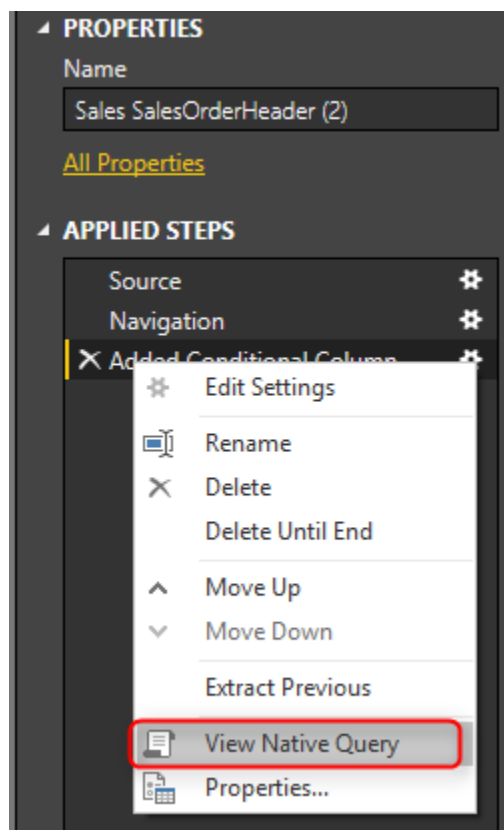 PROPERTIES
Name
Sales SalesOrderHeader (2)
All Properties
APPLIED STEPS
Source
Navigation
Added Conditional Column
Edit Settings
Rename
Delete
Delete Until End
Move Up
Move Down
Extract Previous
View Native Query
Properties...